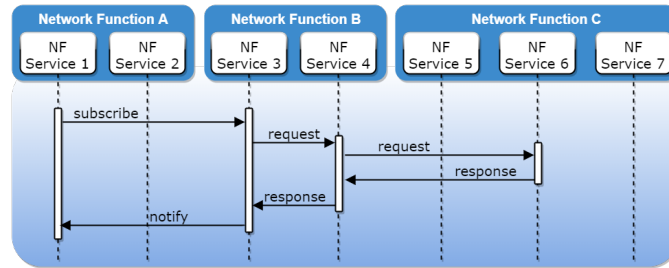 Network Function A
Network Function B
Network Function C
NF
Service 1
NF
Service 2
NF
Service 3
NF
Service 4
NF
Service 5
NF
Service 6
NF
Service 7
subscribe
request
request
response
response
notify